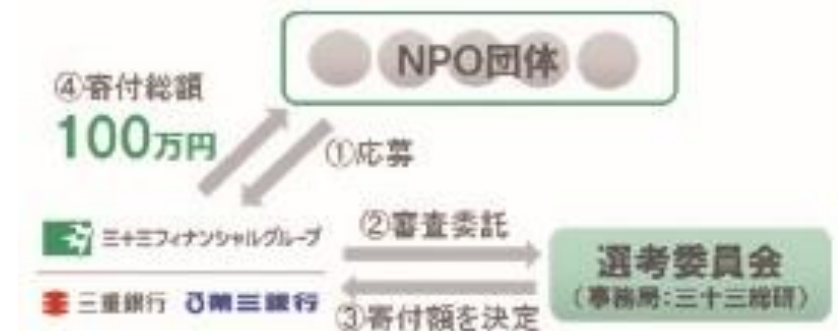 NPO団体
④寄付総額
100万円
①応募
三十三フィナンシャルグループ
②審査委託
選考委員会
(事務局:三十三総研)
三重銀行 第三銀行
③寄付額を決定